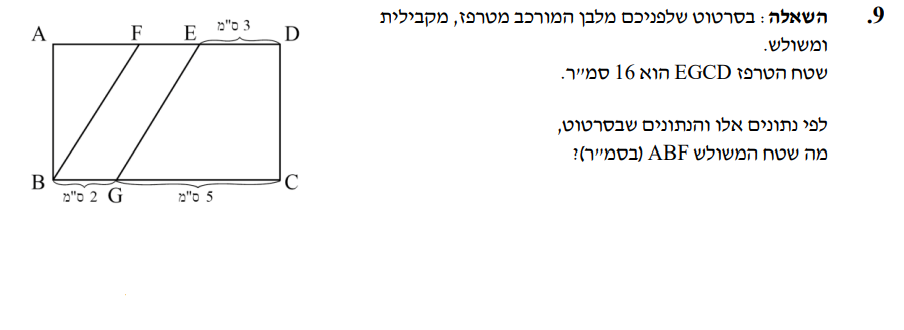 9. השאלה: בסרטוט שלפניכם מלבן המורכב מטרפז, מקבילית
ומשולש.
שטח הטרפז EGCD הוא 16 סמ״ר.
לפי נתונים אלו והנתונים שבסרטוט,
מה שטח המשולש ABF (בסמ״ר)?
A F E 3 ס"מ D
B 2 ס"מ G 5 ס"מ C